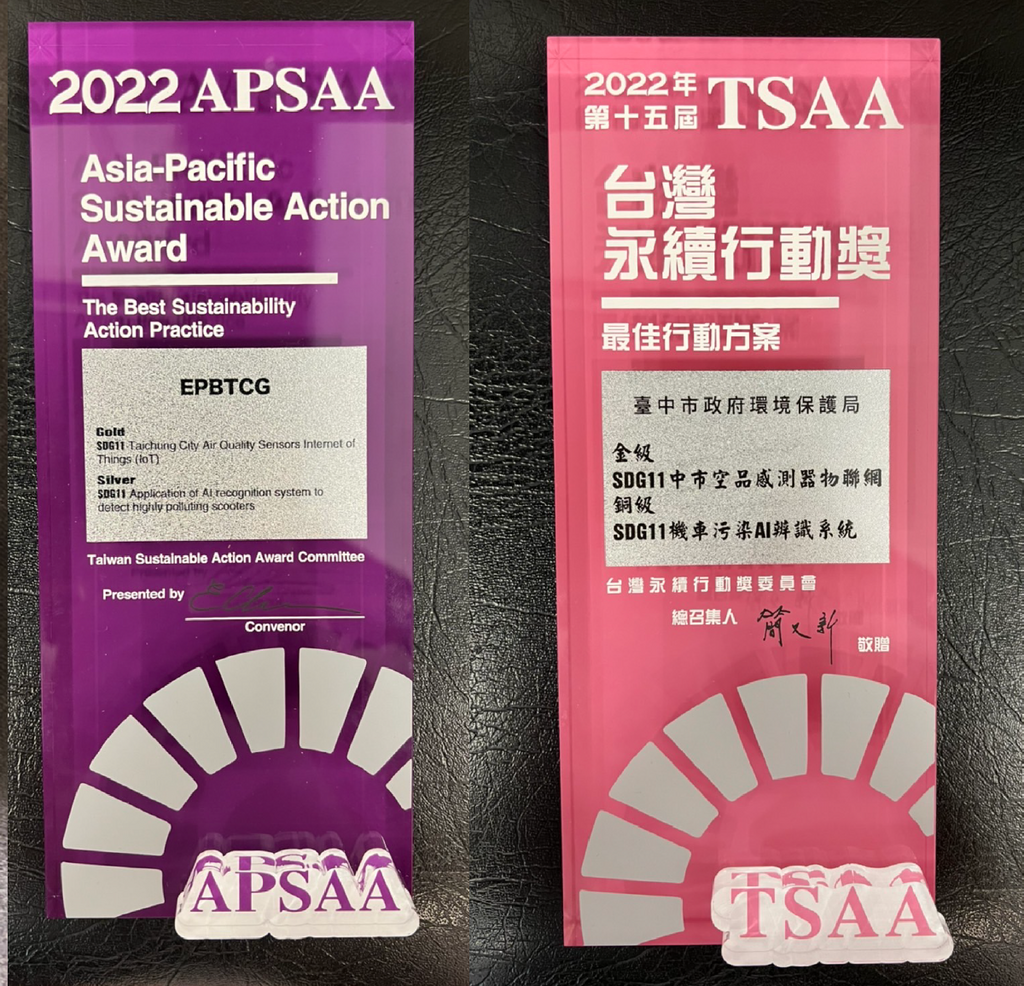 2022 APSAA
Asia-Pacific
Sustainable Action
Award
The Best Sustainability
Action Practice
EPBTCG
Gold
SDG11 Taichung City Air Quality Sensors Internet of
Things (IoT)
Silver
SDG11 Application of AI recognition system to
detect highly polluting scooters
Taiwan Sustainable Action Award Committee
Presented by
Convenor
APSAA
2022年
第十五屆
TSAA
台灣
永續行動獎
最佳行動方案
臺中市政府環境保護局
金級
SDG11中市空品感測器物聯網
銅級
SDG11機車污染AI辨識系統
台灣永續行動獎委員會
總召集人 簡又新
敬贈
TSAA